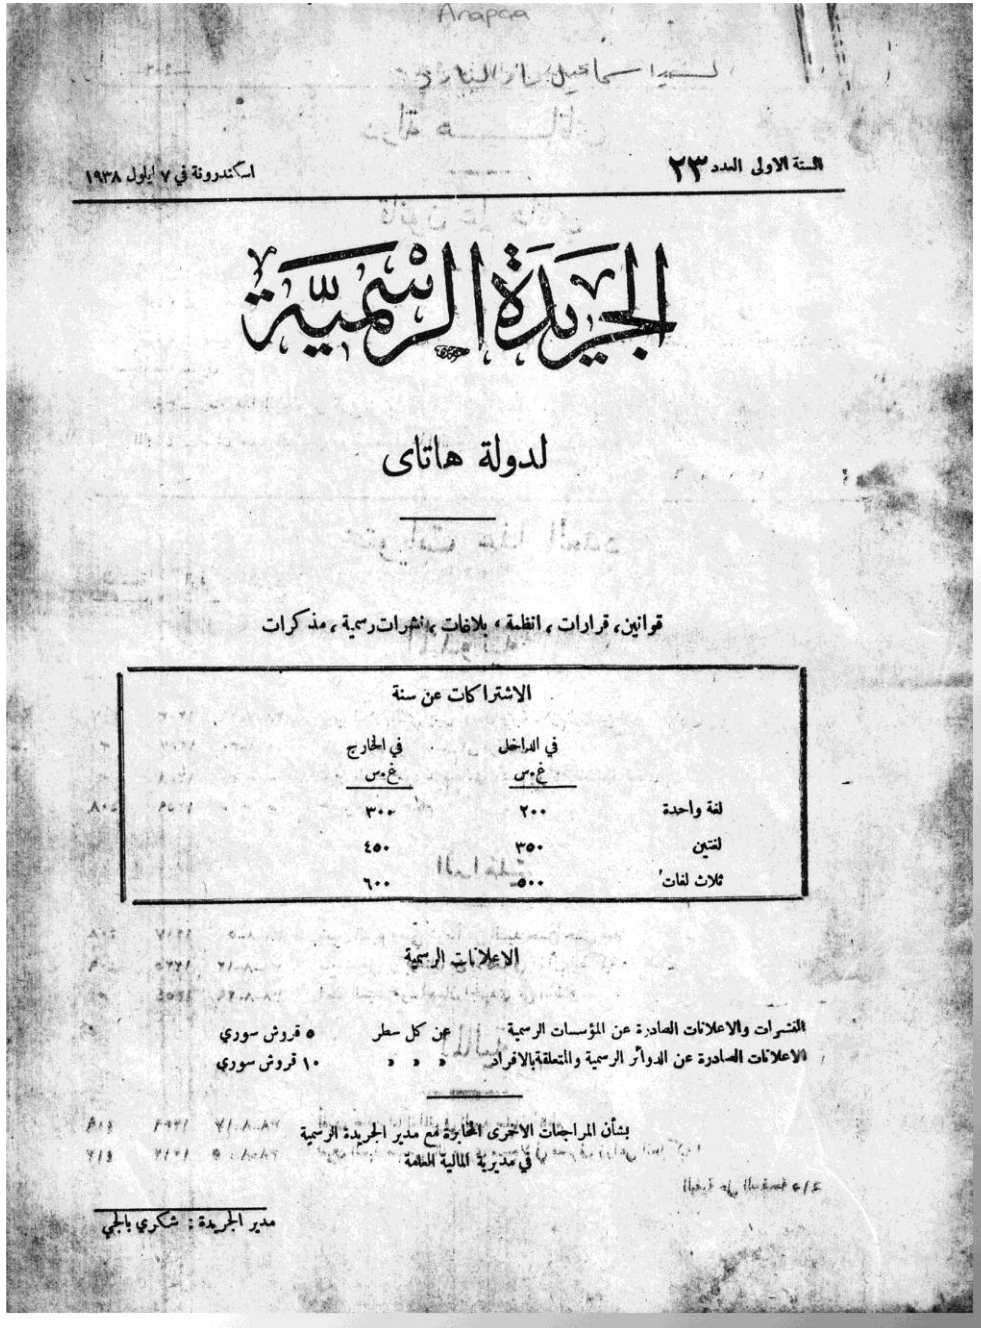 Arapça
السنة الاولى العدد ٢٣
اسكندرونة في ٧ ايلول ١٩٣٨
الجَرِيدَةُ الرَّسْمِيَّة
لدولة هاتاى
قوانين، قرارات، انظمة، بلاغات، نشرات رسمية، مذكرات
الاشتراكات عن سنة
في الداخل في الخارج
غ.س غ.س
لغة واحدة ٢٠٠ ٣٠٠
لغتين ٣٥٠ ٤٥٠
ثلاث لغات ٥٠٠ ٦٠٠
الاعلانات الرسمية
النشرات والاعلانات الصادرة عن المؤسسات الرسمية عن كل سطر ٥ قروش سوري
الاعلانات الصادرة عن الدوائر الرسمية والمتعلقة بالافراد » » » ١٠ قروش سوري
بشأن المراجعات الاخرى المخابرة مع مدير الجريدة الرسمية
في مديرية المالية العامة
مدير الجريدة : شكري بالجي